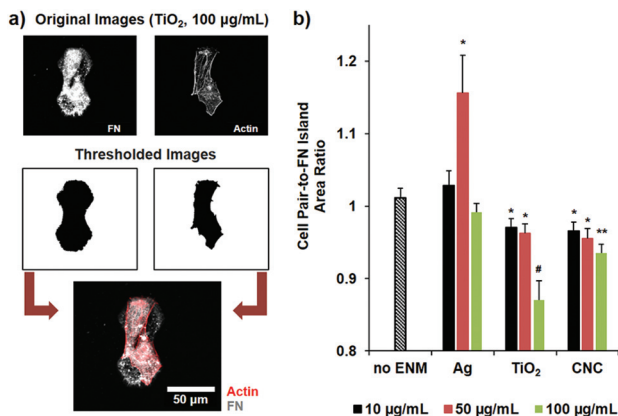 a)
Original Images (TiO2, 100 µg/mL)
FN
Actin
Thresholded Images
50 µm
Actin
FN
b)
Cell Pair-to-FN Island
Area Ratio
1.2
1.1
1
0.9
0.8
*
* *
#
* * **
no ENM Ag TiO2 CNC
10 µg/mL 50 µg/mL 100 µg/mL